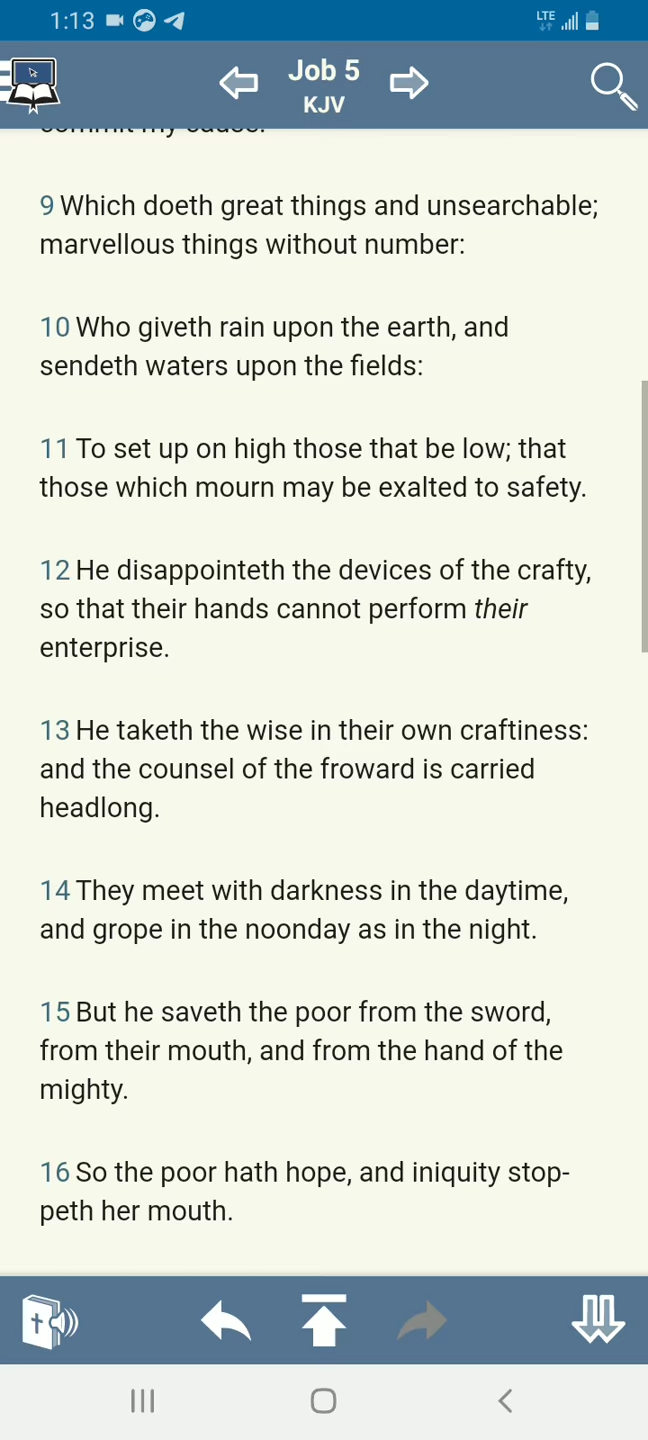 1:13
LTE
Job 5
KJV
commit my cause:
9 Which doeth great things and unsearchable;
marvellous things without number:
10 Who giveth rain upon the earth, and
sendeth waters upon the fields:
11 To set up on high those that be low; that
those which mourn may be exalted to safety.
12 He disappointeth the devices of the crafty,
so that their hands cannot perform their
enterprise.
13 He taketh the wise in their own craftiness:
and the counsel of the froward is carried
headlong.
14 They meet with darkness in the daytime,
and grope in the noonday as in the night.
15 But he saveth the poor from the sword,
from their mouth, and from the hand of the
mighty.
16 So the poor hath hope, and iniquity stop-
peth her mouth.